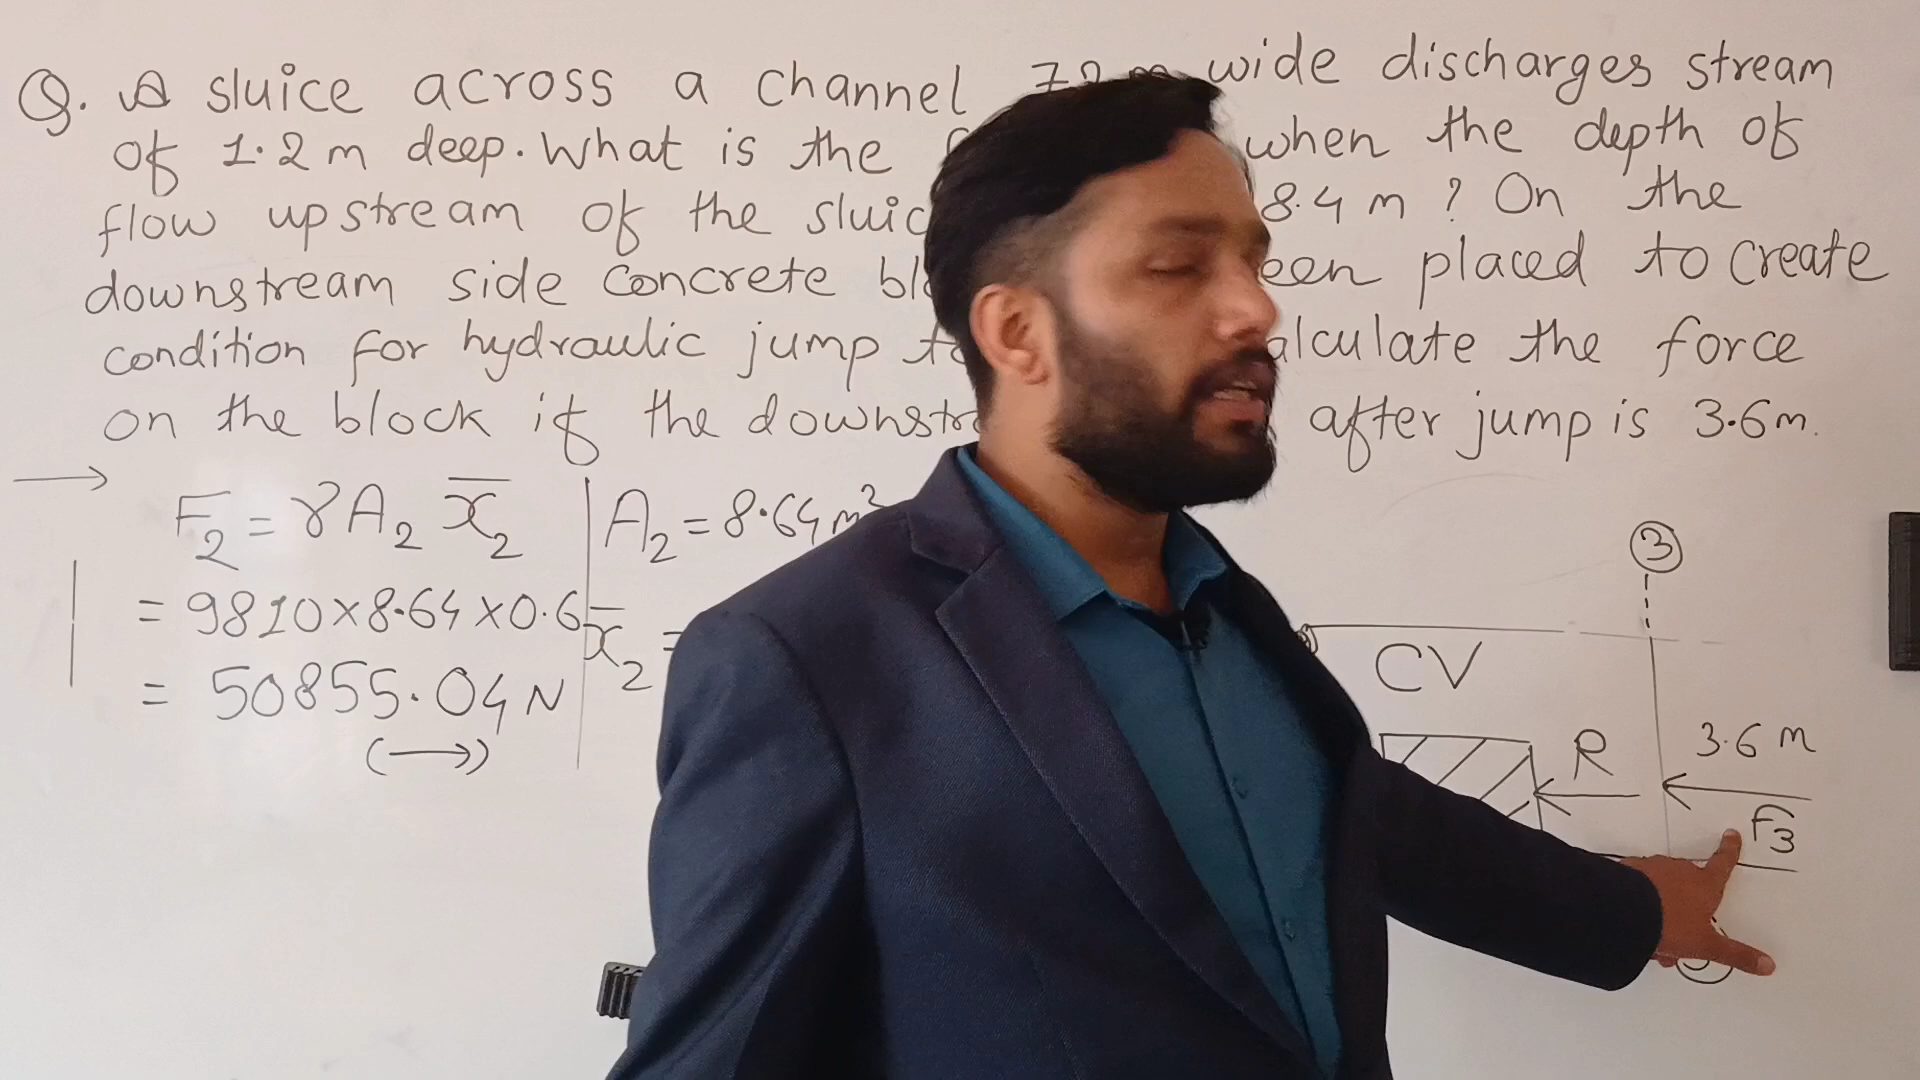 Q. A sluice across a channel wide discharges stream
of 1.2 m deep. What is the when the depth of
flow upstream of the sluic 8.4 m ? On the
downstream side concrete bl een placed to create
condition for hydraulic jump to alculate the force
on the block if the downstr after jump is 3.6m.
→ F2 = γ A2 x̄2
= 9810×8.64×0.6
= 50855.04 N
(→)
A2 = 8.64 m²
x̄2 =
3
CV
R
3.6 m
F3